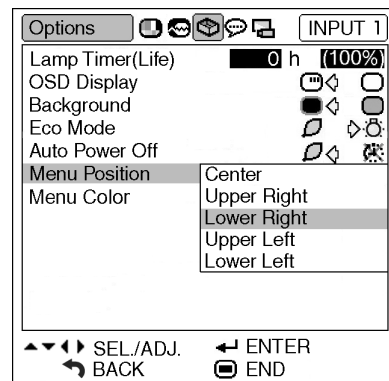 Options INPUT 1
Lamp Timer(Life) 0 h (100%)
OSD Display
Background
Eco Mode
Auto Power Off
Menu Position Center
Menu Color Upper Right
Lower Right
Upper Left
Lower Left
SEL./ADJ. ENTER
BACK END